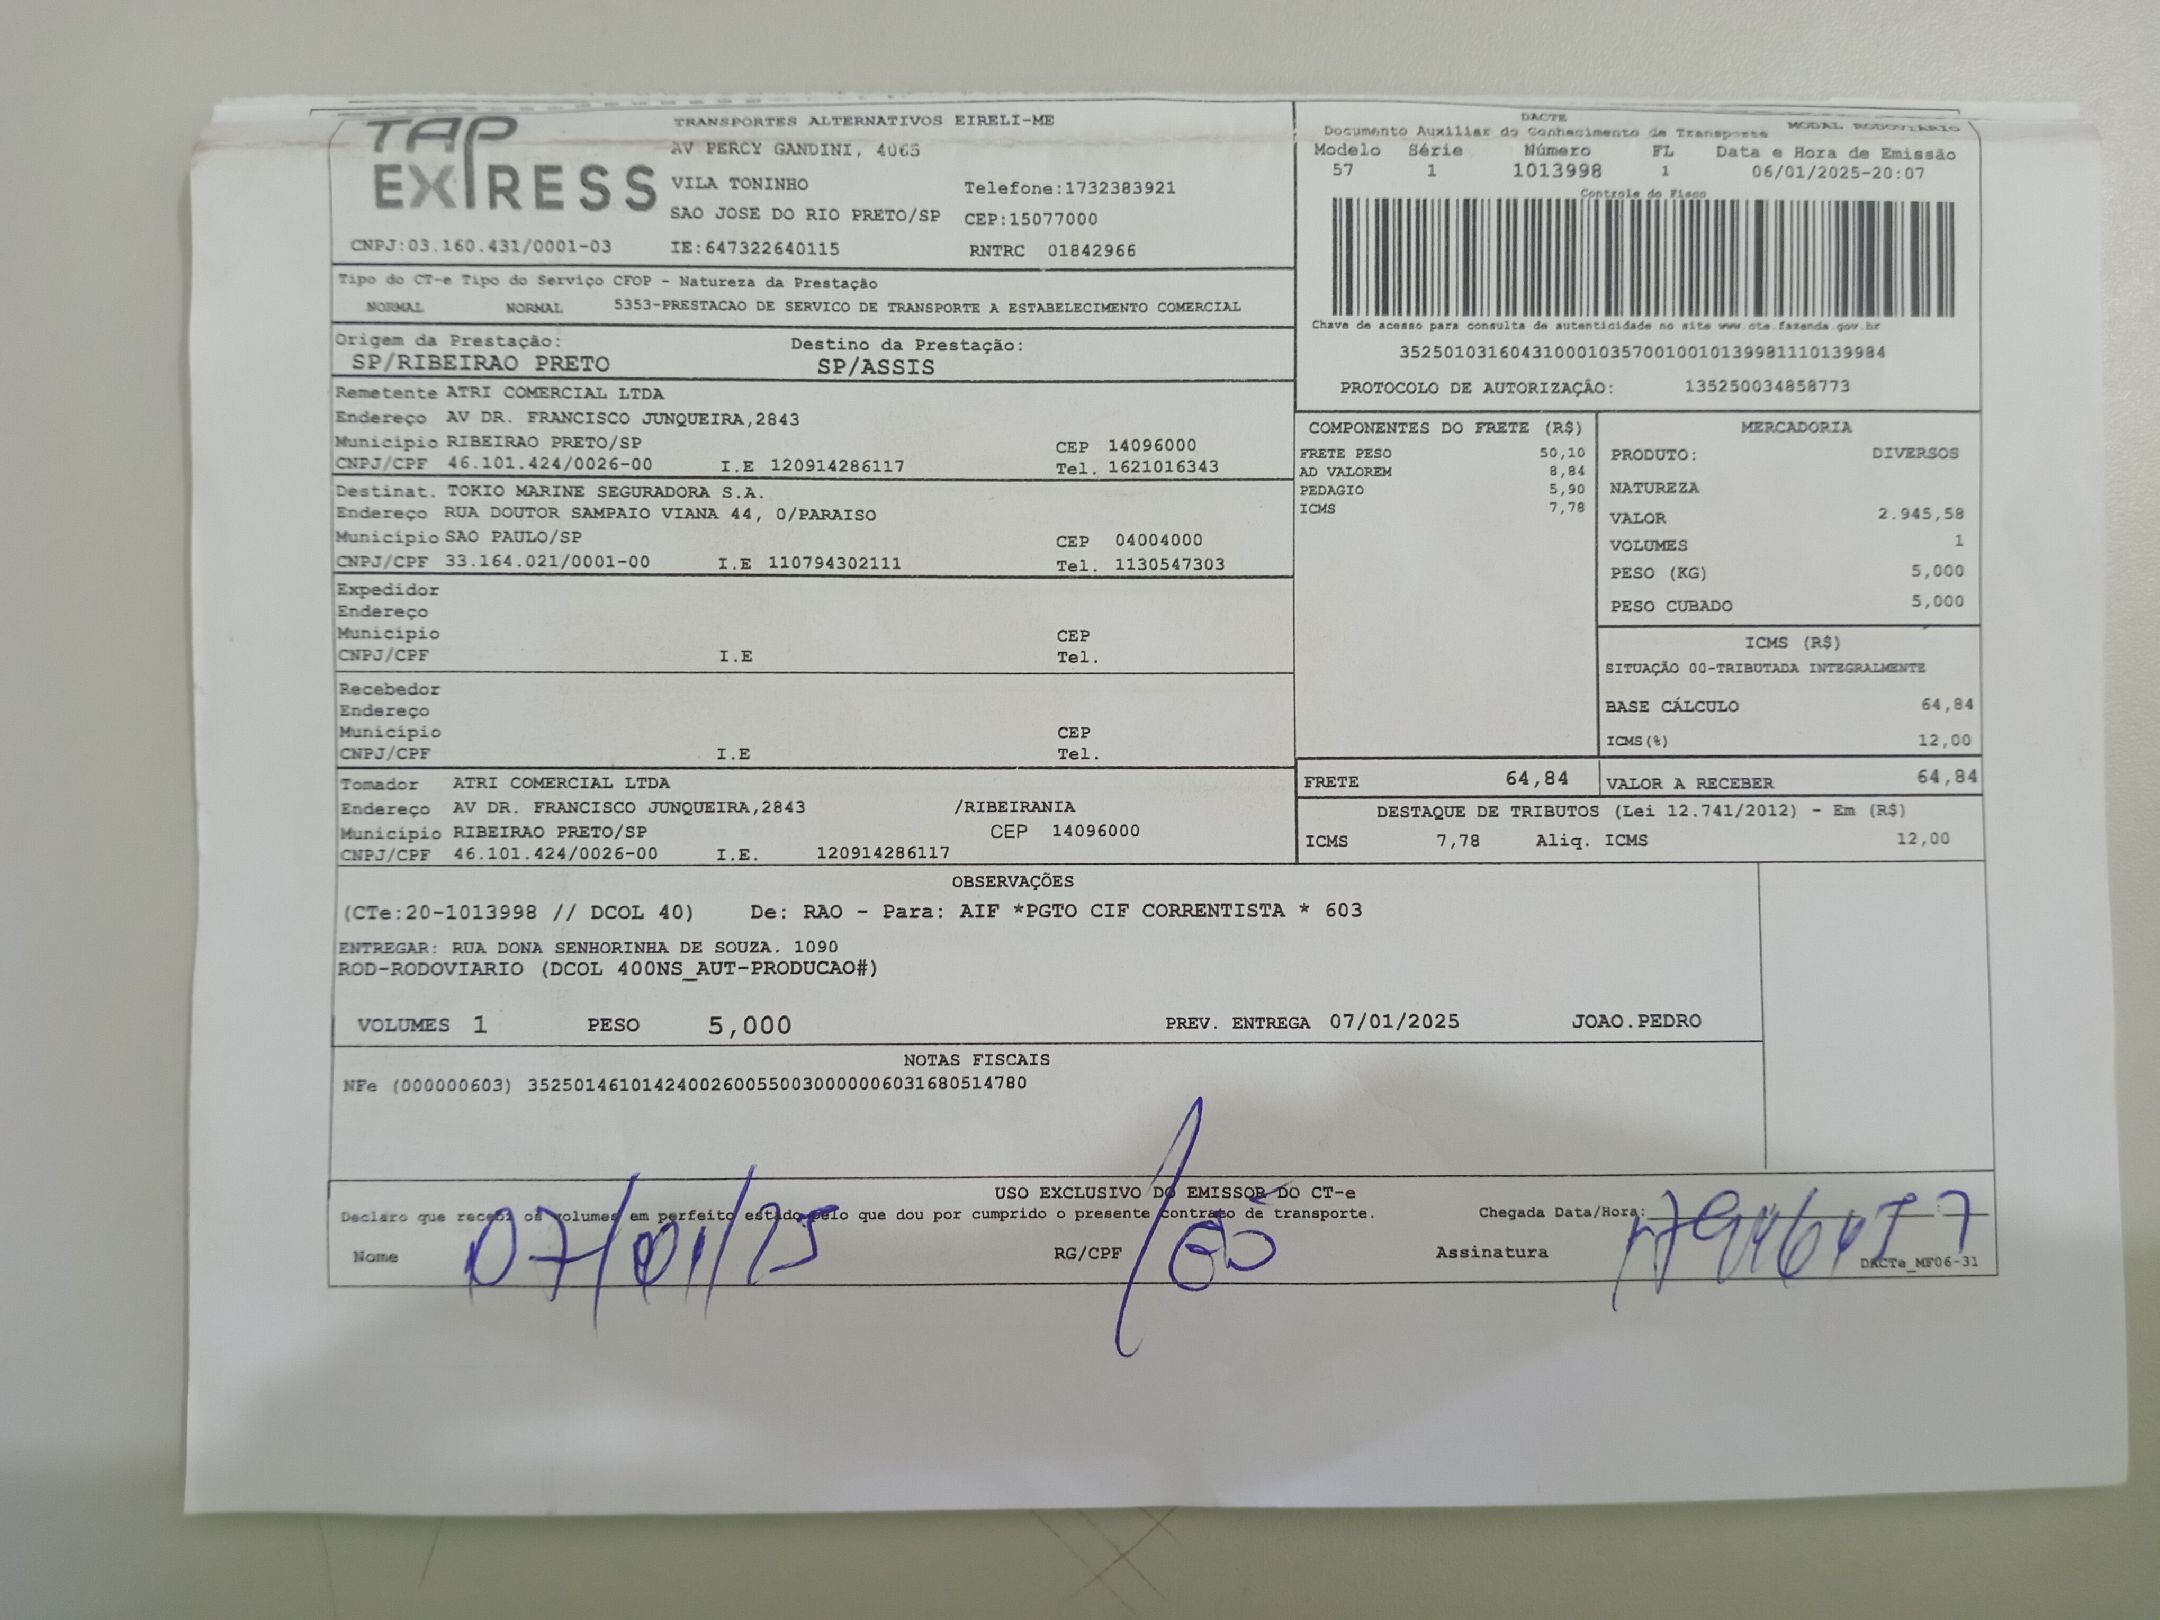 TAP EXPRESS
TRANSPORTES ALTERNATIVOS EIRELI-ME
AV PERCY GANDINI, 4065
VILA TONINHO Telefone:1732383921
SAO JOSE DO RIO PRETO/SP CEP:15077000
CNPJ:03.160.431/0001-03 IE:647322640115 RNTRC 01842966
DACTE
Documento Auxiliar do Conhecimento de Transporte MODAL RODOVIARIO
Modelo Série Número FL Data e Hora de Emissão
57 1 1013998 1 06/01/2025-20:07
Controle do Fisco
Chave de acesso para consulta de autenticidade no site www.cte.fazenda.gov.br
35250103160431000103570010010139981110139984
PROTOCOLO DE AUTORIZAÇÂO: 135250034858773
Tipo do CT-e Tipo do Serviço CFOP - Natureza da Prestação
NORMAL NORMAL 5353-PRESTACAO DE SERVICO DE TRANSPORTE A ESTABELECIMENTO COMERCIAL
Origem da Prestação: Destino da Prestação:
SP/RIBEIRAO PRETO SP/ASSIS
Remetente ATRI COMERCIAL LTDA
Endereço AV DR. FRANCISCO JUNQUEIRA,2843
Município RIBEIRAO PRETO/SP CEP 14096000
CNPJ/CPF 46.101.424/0026-00 I.E 120914286117 Tel. 1621016343
Destinat. TOKIO MARINE SEGURADORA S.A.
Endereço RUA DOUTOR SAMPAIO VIANA 44, 0/PARAISO
Município SAO PAULO/SP CEP 04004000
CNPJ/CPF 33.164.021/0001-00 I.E 110794302111 Tel. 1130547303
Expedidor
Endereço
Município CEP
CNPJ/CPF I.E Tel.
Recebedor
Endereço
Município CEP
CNPJ/CPF I.E Tel.
Tomador ATRI COMERCIAL LTDA
Endereço AV DR. FRANCISCO JUNQUEIRA,2843 /RIBEIRANIA
Município RIBEIRAO PRETO/SP CEP 14096000
CNPJ/CPF 46.101.424/0026-00 I.E. 120914286117
COMPONENTES DO FRETE (R$)
FRETE PESO 50,10
AD VALOREM 8,84
PEDAGIO 5,90
ICMS 7,78
MERCADORIA
PRODUTO: DIVERSOS
NATUREZA
VALOR 2.945,58
VOLUMES 1
PESO (KG) 5,000
PESO CUBADO 5,000
ICMS (R$)
SITUAÇÃO 00-TRIBUTADA INTEGRALMENTE
BASE CÁLCULO 64,84
ICMS(%) 12,00
FRETE 64,84 VALOR A RECEBER 64,84
DESTAQUE DE TRIBUTOS (Lei 12.741/2012) - Em (R$)
ICMS 7,78 Aliq. ICMS 12,00
OBSERVAÇÕES
(CTe:20-1013998 // DCOL 40) De: RAO - Para: AIF *PGTO CIF CORRENTISTA * 603
ENTREGAR: RUA DONA SENHORINHA DE SOUZA. 1090
ROD-RODOVIARIO (DCOL 400NS_AUT-PRODUCAO#)
VOLUMES 1 PESO 5,000 PREV. ENTREGA 07/01/2025 JOAO.PEDRO
NOTAS FISCAIS
NFe (000000603) 35250146101424002600550030000006031680514780
USO EXCLUSIVO DO EMISSOR DO CT-e
Declaro que recebi os volumes em perfeito estado pelo que dou por cumprido o presente contrato de transporte. Chegada Data/Hora:
Nome 07/01/25 RG/CPF Assinatura
DACTe_MF06-31